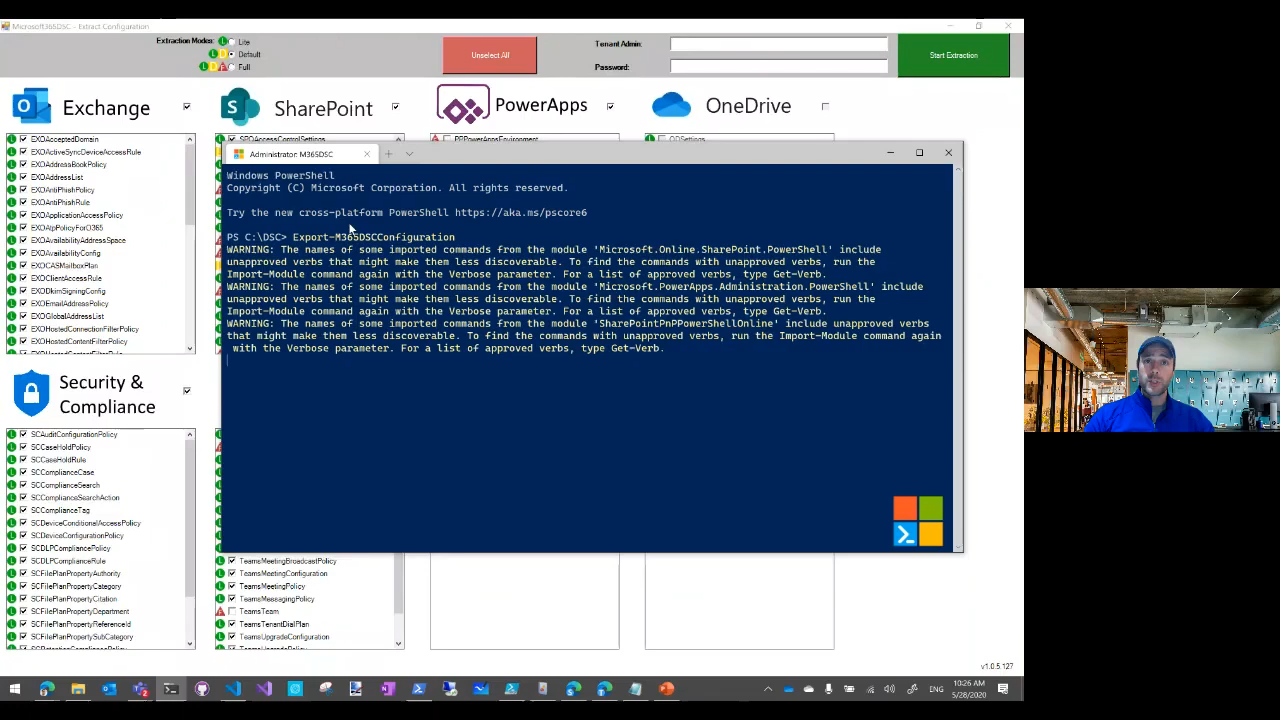 Microsoft365DSC - Extract Configuration
Extraction Modes:
L Lite
L D Default
L D F Full
Unselect All
Tenant Admin:
Password:
Start Extraction
Exchange
SharePoint
PowerApps
OneDrive
EXOAcceptedDomain
EXOActiveSyncDeviceAccessRule
EXOAddressBookPolicy
EXOAddressList
EXOAntiPhishPolicy
EXOAntiPhishRule
EXOApplicationAccessPolicy
EXOAtpPolicyForO365
EXOAvailabilityAddressSpace
EXOAvailabilityConfig
EXOCASMailboxPlan
EXOClientAccessRule
EXODkimSigningConfig
EXOEmailAddressPolicy
EXOGlobalAddressList
EXOHostedConnectionFilterPolicy
EXOHostedContentFilterPolicy
SPOAccessControlSettings
PPPowerAppsEnvironment
ODSettings
Administrator: M365DSC
Windows PowerShell
Copyright (C) Microsoft Corporation. All rights reserved.
Try the new cross-platform PowerShell https://aka.ms/pscore6
PS C:\DSC> Export-M365DSCConfiguration
WARNING: The names of some imported commands from the module 'Microsoft.Online.SharePoint.PowerShell' include
unapproved verbs that might make them less discoverable. To find the commands with unapproved verbs, run the
Import-Module command again with the Verbose parameter. For a list of approved verbs, type Get-Verb.
WARNING: The names of some imported commands from the module 'Microsoft.PowerApps.Administration.PowerShell' include
unapproved verbs that might make them less discoverable. To find the commands with unapproved verbs, run the
Import-Module command again with the Verbose parameter. For a list of approved verbs, type Get-Verb.
WARNING: The names of some imported commands from the module 'SharePointPnPPowerShellOnline' include unapproved verbs
that might make them less discoverable. To find the commands with unapproved verbs, run the Import-Module command again
with the Verbose parameter. For a list of approved verbs, type Get-Verb.
Security &
Compliance
SCAuditConfigurationPolicy
SCCaseHoldPolicy
SCCaseHoldRule
SCComplianceCase
SCComplianceSearch
SCComplianceSearchAction
SCComplianceTag
SCDeviceConditionalAccessPolicy
SCDeviceConfigurationPolicy
SCDLPCompliancePolicy
SCDLPComplianceRule
SCFilePlanPropertyAuthority
SCFilePlanPropertyCategory
SCFilePlanPropertyCitation
SCFilePlanPropertyDepartment
SCFilePlanPropertyReferenceId
SCFilePlanPropertySubCategory
SCRetentionCompliancePolicy
TeamsMeetingBroadcastPolicy
TeamsMeetingConfiguration
TeamsMeetingPolicy
TeamsMessagingPolicy
TeamsTeam
TeamsTenantDialPlan
TeamsUpgradeConfiguration
TeamsUpgradePolicy
v1.0.5.127
ENG
10:26 AM
5/28/2020